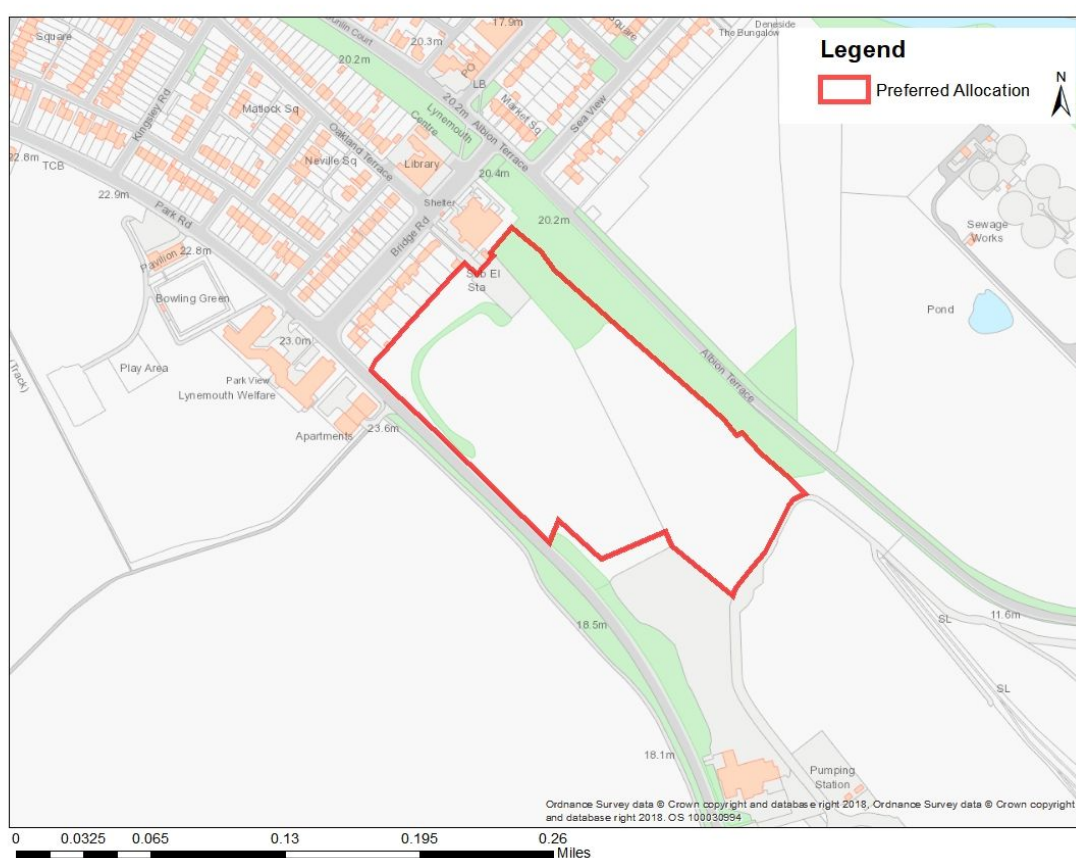 Legend
Preferred Allocation
N
Square
20.2m
20.3m
17.9m
Square
Deneside
The Bungalow
PO
LB
Kingsley Rd
Matlock Sq
Oakland Terrace
Lynemouth
Centre
20.2m
Albion Terrace
Market Sq
Sea View
22.8m
TCB
Neville Sq
Library
20.4m
22.9m
Park Rd
Shelter
20.2m
Bridge Rd
Sewage
Works
Pavilion
22.8m
Sub El
Sta
Bowling Green
Pond
23.0m
(Track)
Play Area
Park View
Lynemouth Welfare
Albion Terrace
Apartments
23.6m
18.5m
11.6m
SL
SL
18.1m
Pumping
Station
Ordnance Survey data © Crown copyright and database right 2018, Ordnance Survey data © Crown copyright
and database right 2018. OS 100030994
0 0.0325 0.065 0.13 0.195 0.26
Miles